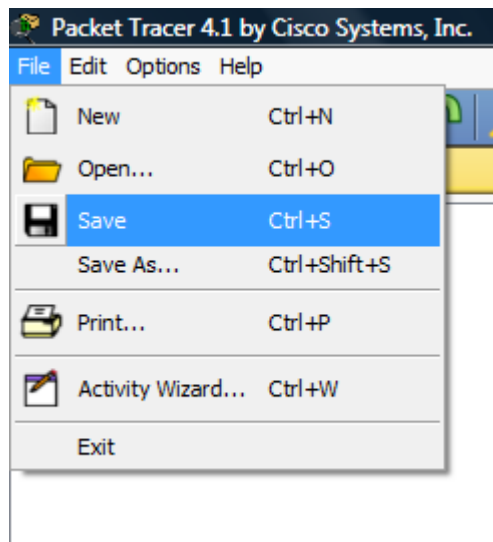 Packet Tracer 4.1 by Cisco Systems, Inc.
File Edit Options Help
New Ctrl+N
Open... Ctrl+O
Save Ctrl+S
Save As... Ctrl+Shift+S
Print... Ctrl+P
Activity Wizard... Ctrl+W
Exit